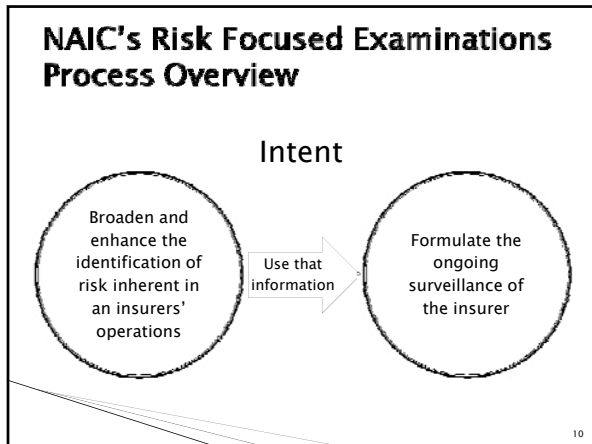 NAIC's Risk Focused Examinations
Process Overview
Intent
Broaden and
enhance the
identification of
risk inherent in
an insurers'
operations
Use that
information
Formulate the
ongoing
surveillance of
the insurer
10